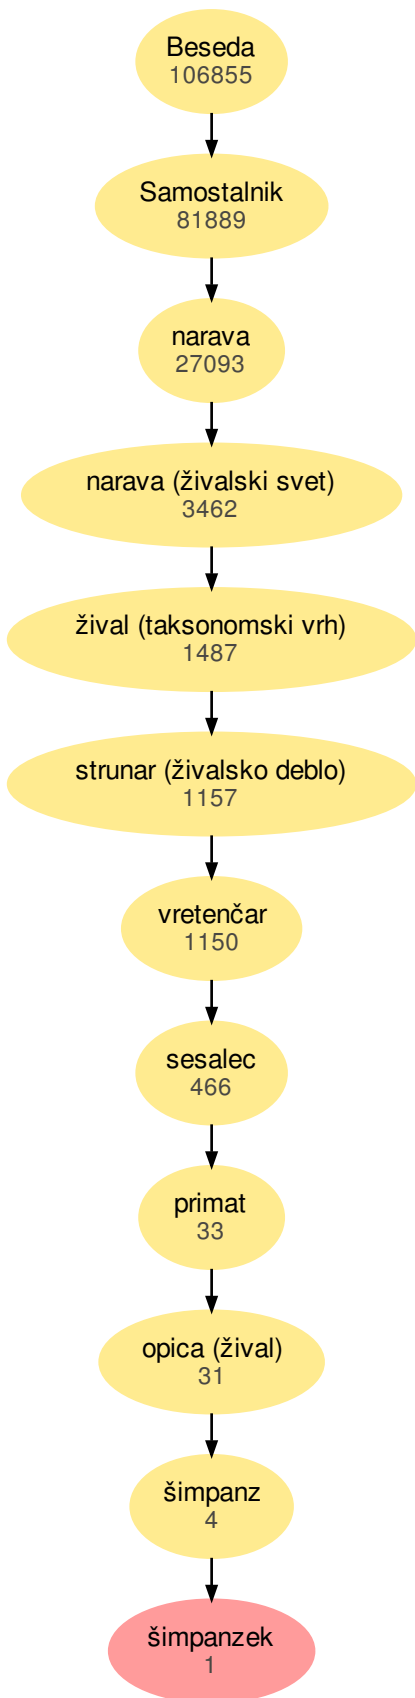 Beseda
106855
Samostalnik
81889
narava
27093
narava (živalski svet)
3462
žival (taksonomski vrh)
1487
strunar (živalsko deblo)
1157
vretenčar
1150
sesalec
466
primat
33
opica (žival)
31
šimpanz
4
šimpanzek
1